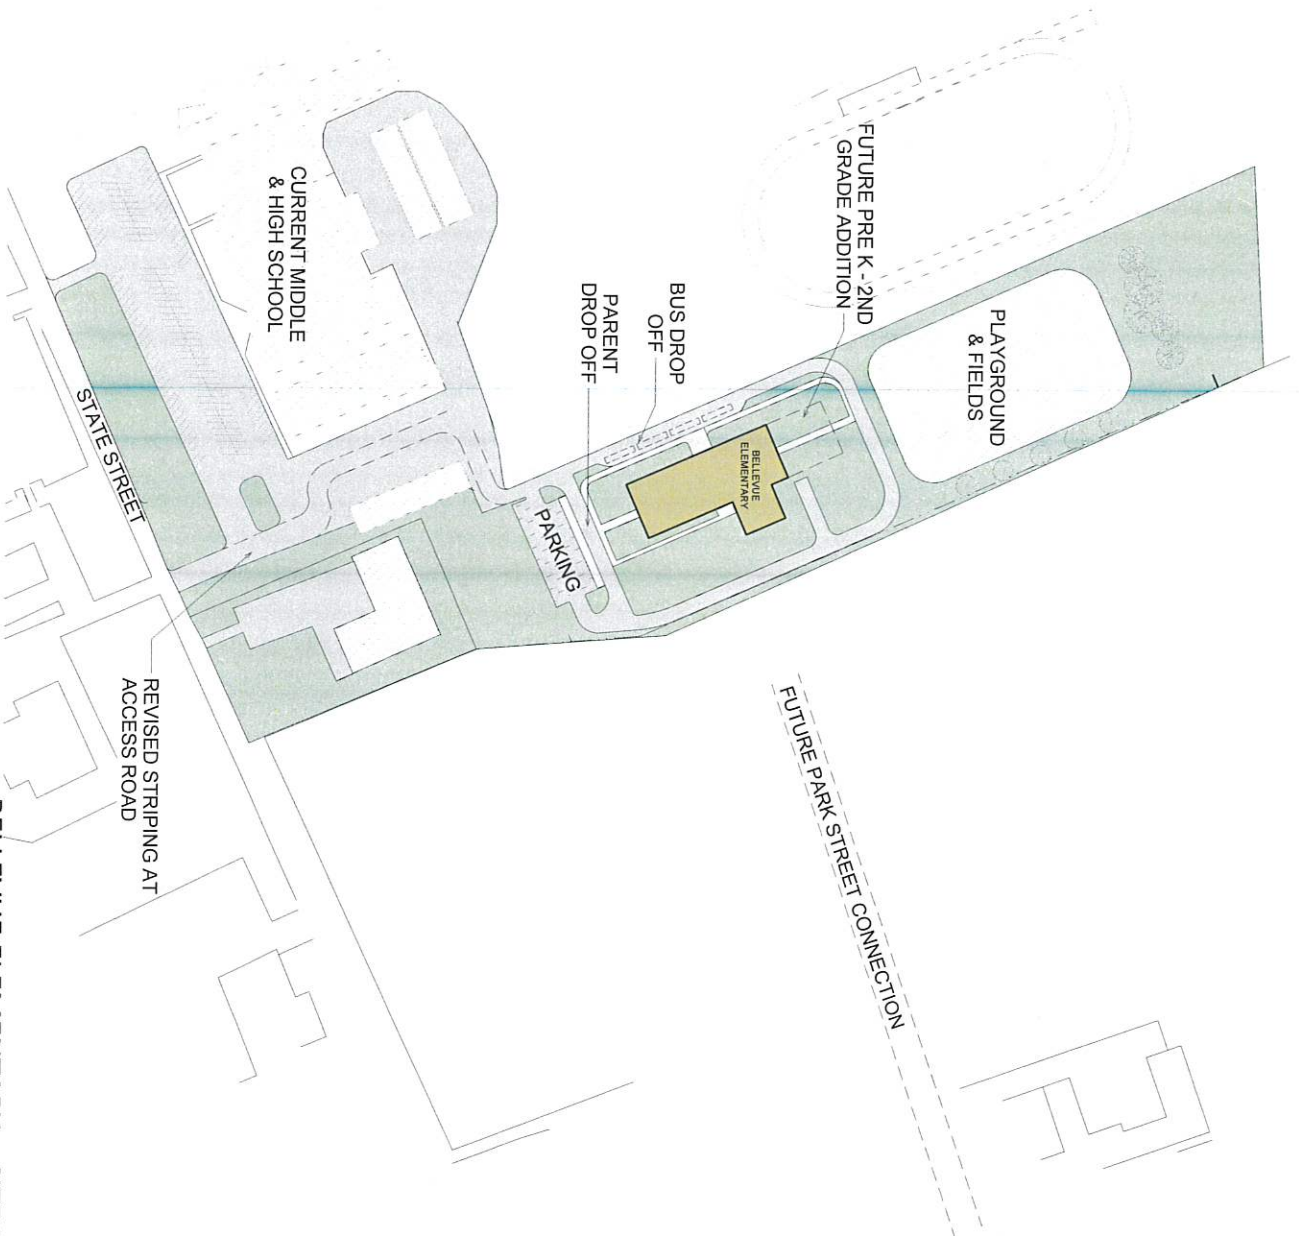 FUTURE PRE K - 2ND
GRADE ADDITION
PLAYGROUND
& FIELDS
BUS DROP
OFF
PARENT
DROP OFF
BELLEVUE
ELEMENTARY
CURRENT MIDDLE
& HIGH SCHOOL
PARKING
STATE STREET
REVISED STRIPING AT
ACCESS ROAD
FUTURE PARK STREET CONNECTION